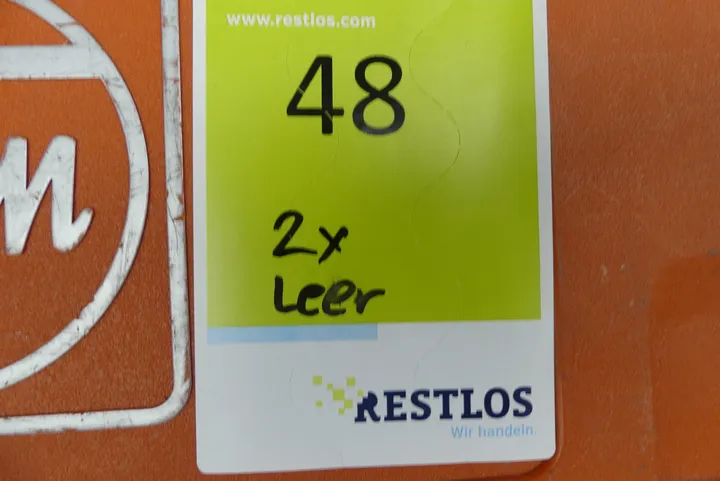 www.restlos.com
48
2x
Leer
RESTLOS
Wir handeln.